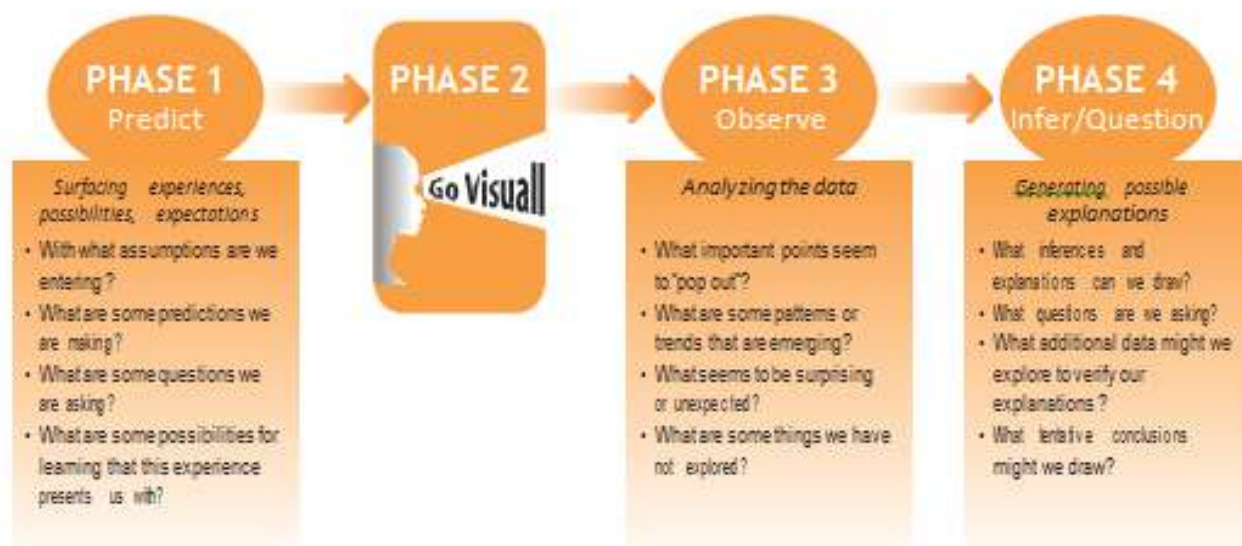 PHASE 1
Predict
Surfacing experiences,
possibilities, expectations
• With what assumptions are we
entering?
• What are some predictions we
are making?
• What are some questions we
are asking?
• What are some possibilities for
learning that this experience
presents us with?
PHASE 2
Go Visual!
PHASE 3
Observe
Analyzing the data
• What important points seem
to "pop out"?
• What are some patterns or
trends that are emerging?
• What seems to be surprising
or unexpected?
• What are some things we have
not explored?
PHASE 4
Infer/Question
Generating possible
explanations
• What inferences and
explanations can we draw?
• What questions are we asking?
• What additional data might we
explore to verify our
explanations?
• What tentative conclusions
might we draw?